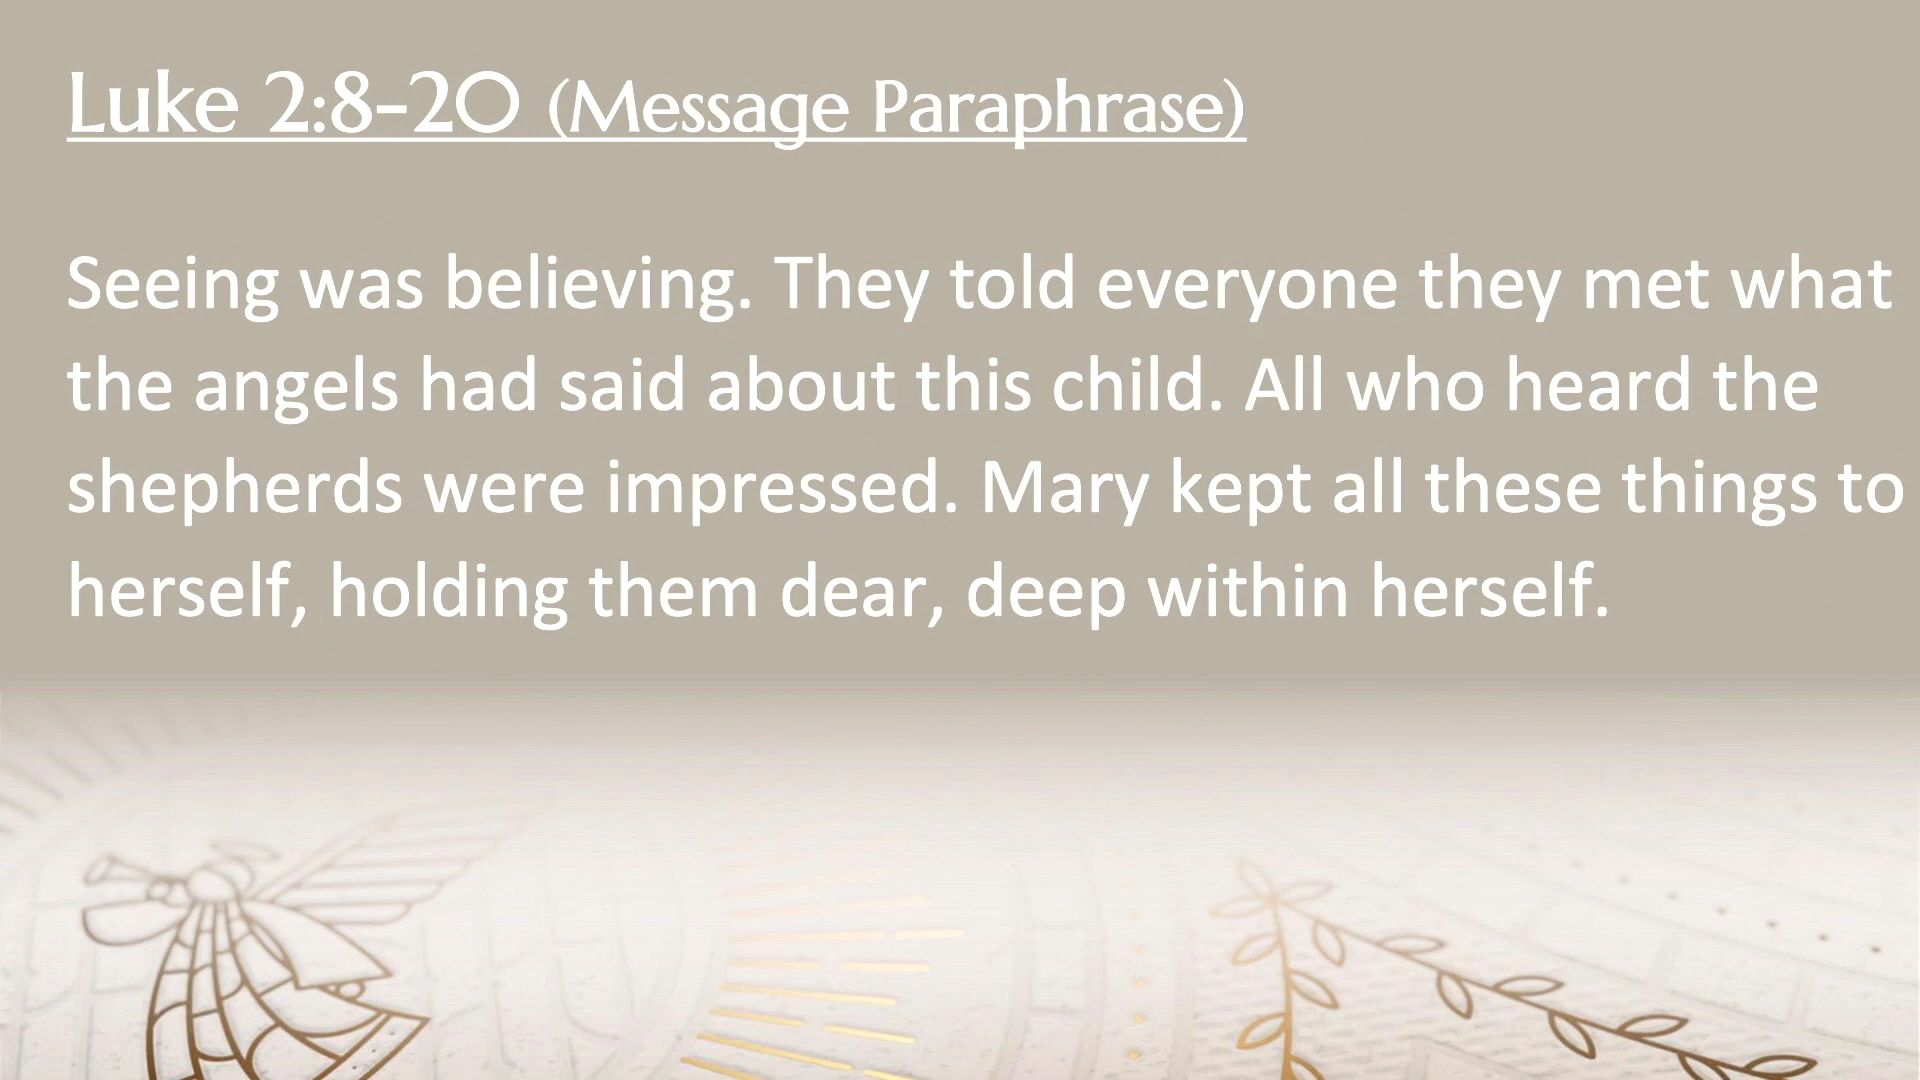 Luke 2:8-20 (Message Paraphrase)
Seeing was believing. They told everyone they met what
the angels had said about this child. All who heard the
shepherds were impressed. Mary kept all these things to
herself, holding them dear, deep within herself.